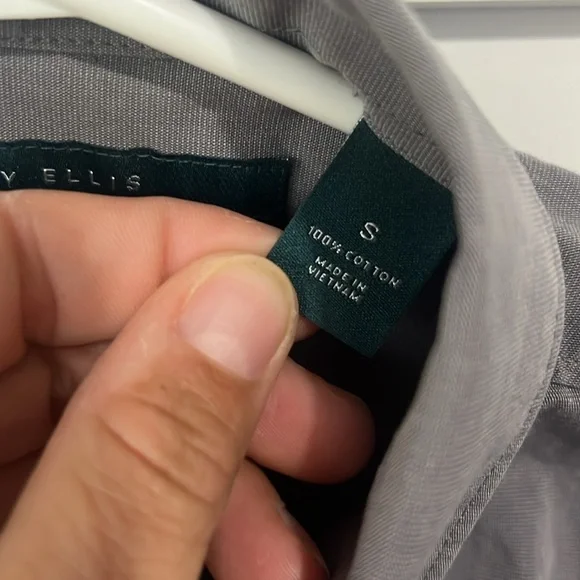 Y ELLIS
S
100% COTTON
MADE IN
VIETNAM